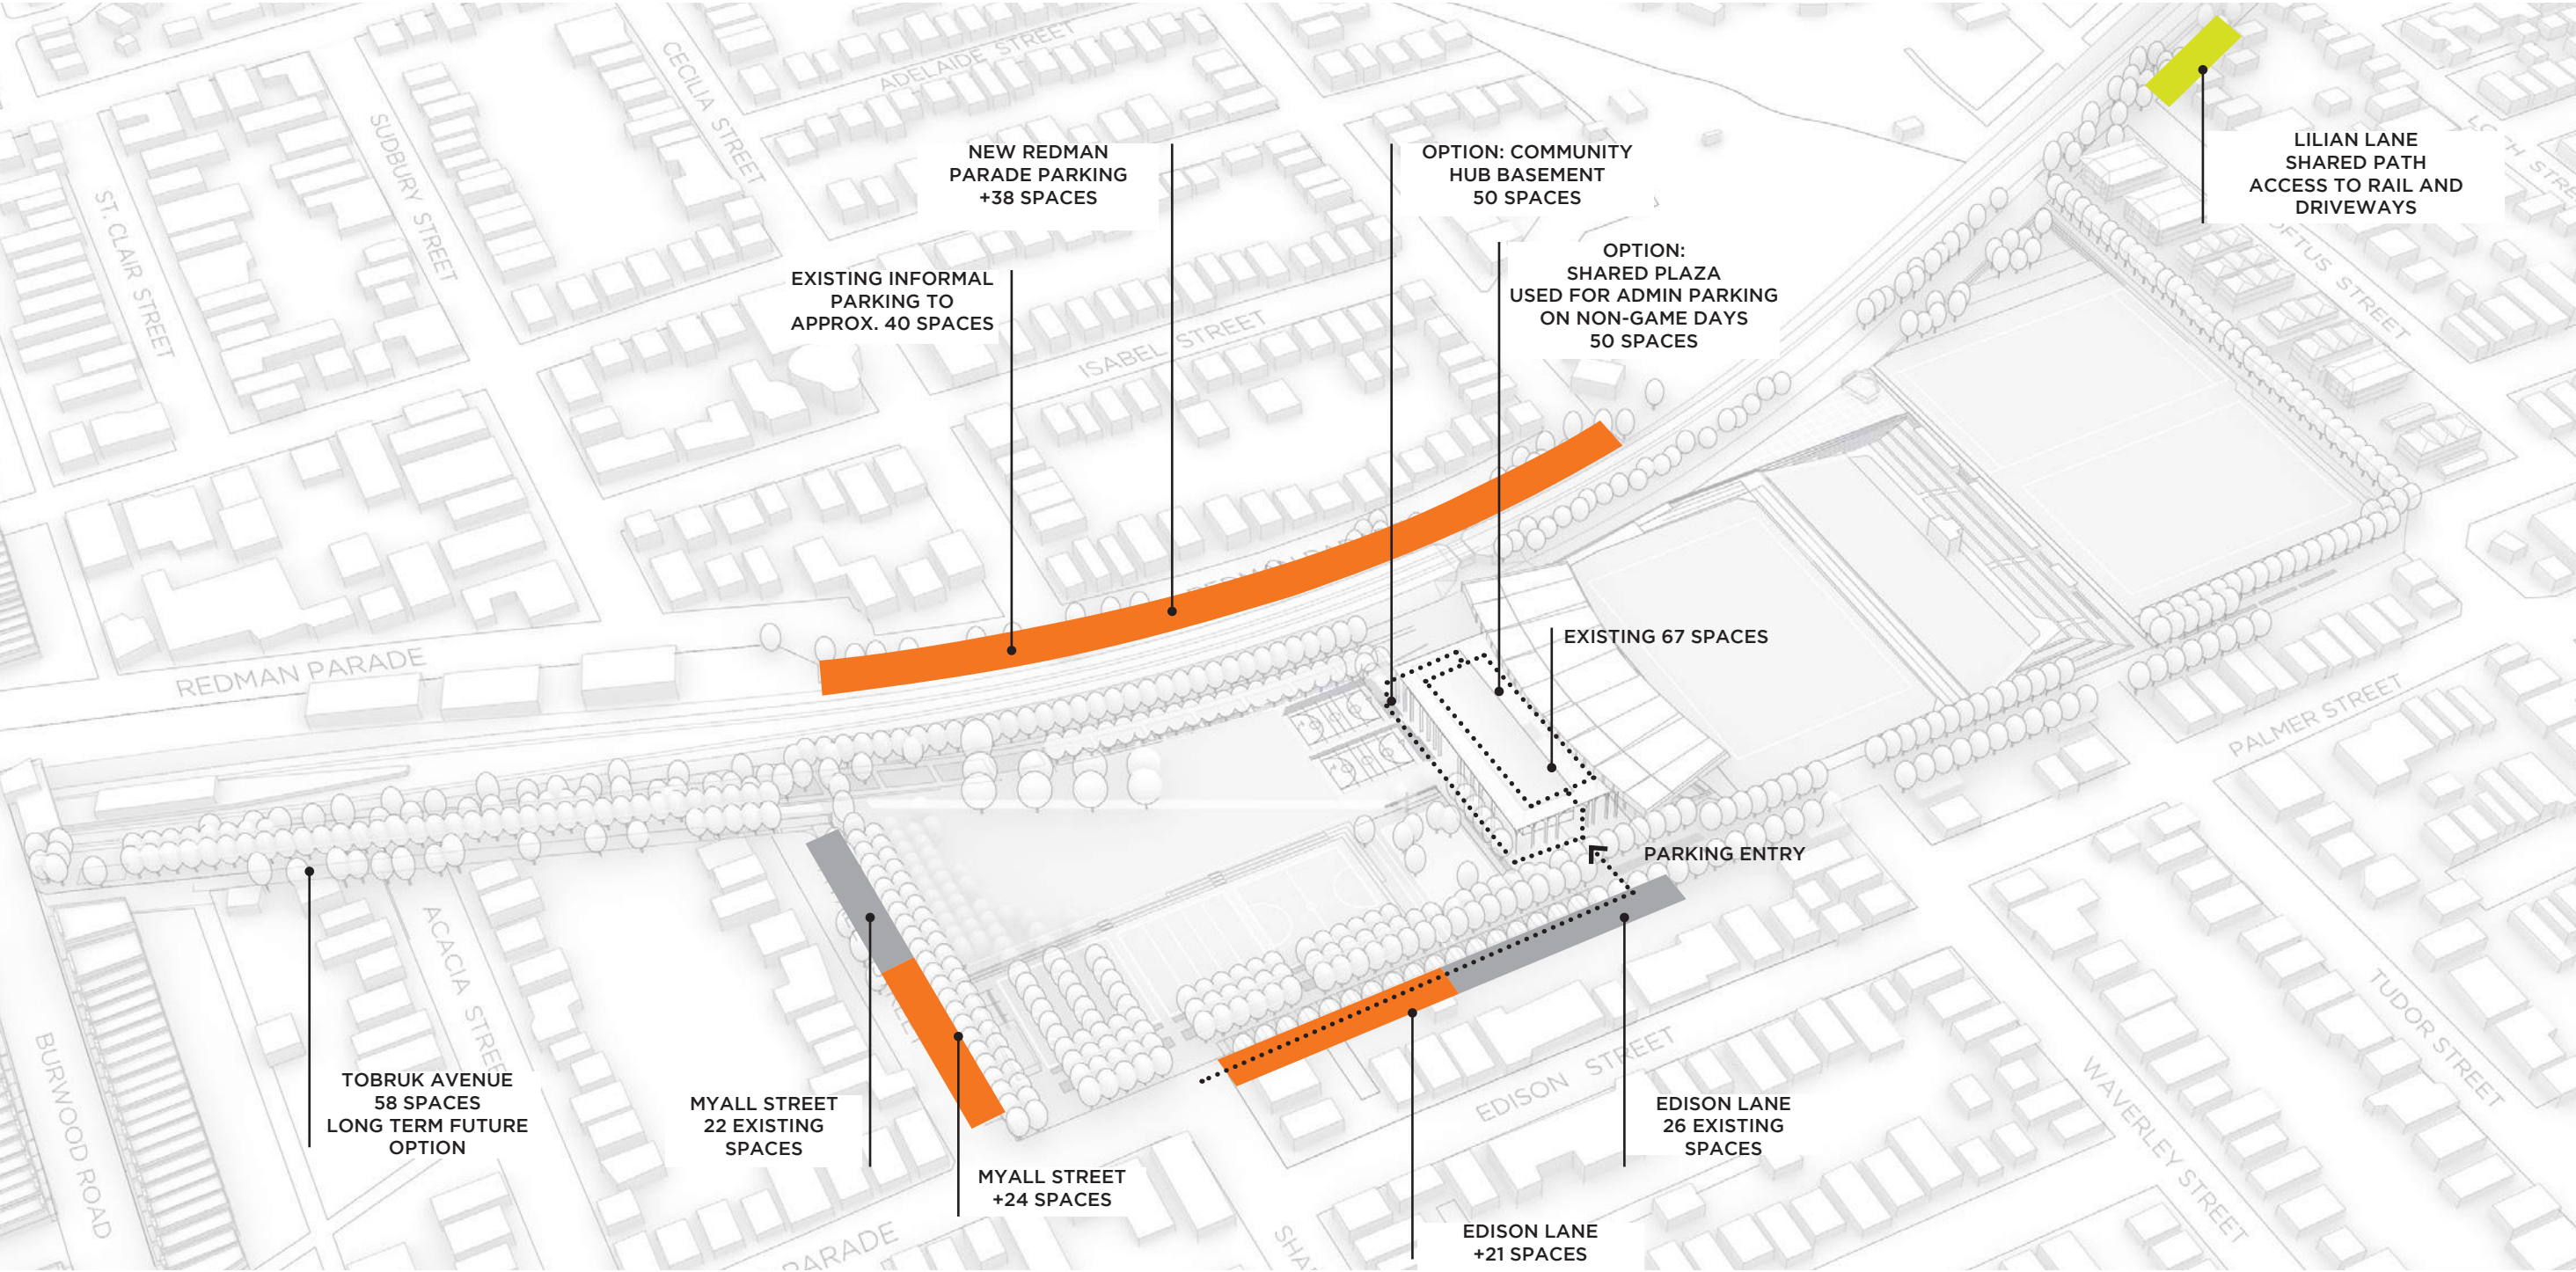 ADELAIDE STREET
CECILIA STREET
SUDBURY STREET
ST. CLAIR STREET
NEW REDMAN
PARADE PARKING
+38 SPACES
OPTION: COMMUNITY
HUB BASEMENT
50 SPACES
LILIAN LANE
SHARED PATH
ACCESS TO RAIL AND
DRIVEWAYS
EXISTING INFORMAL
PARKING TO
APPROX. 40 SPACES
OPTION:
SHARED PLAZA
USED FOR ADMIN PARKING
ON NON-GAME DAYS
50 SPACES
ISABEL STREET
STREET
REDMAN PARADE
EXISTING 67 SPACES
PALMER STREET
PARKING ENTRY
ACACIA STREET
BURWOOD ROAD
TOBRUK AVENUE
58 SPACES
LONG TERM FUTURE
OPTION
MYALL STREET
22 EXISTING
SPACES
MYALL STREET
+24 SPACES
EDISON STREET
EDISON LANE
26 EXISTING
SPACES
EDISON LANE
+21 SPACES
WAVERLEY STREET
TUDOR STREET
PARADE